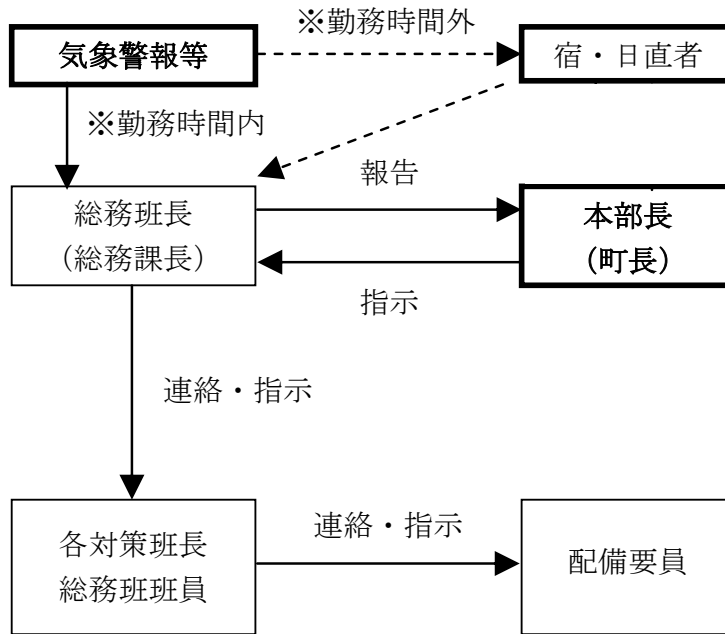 ※勤務時間外
気象警報等
宿・日直者
※勤務時間内
報告
総務班長
（総務課長）
本部長
(町長)
指示
連絡・指示
各対策班長
総務班班員
連絡・指示
配備要員